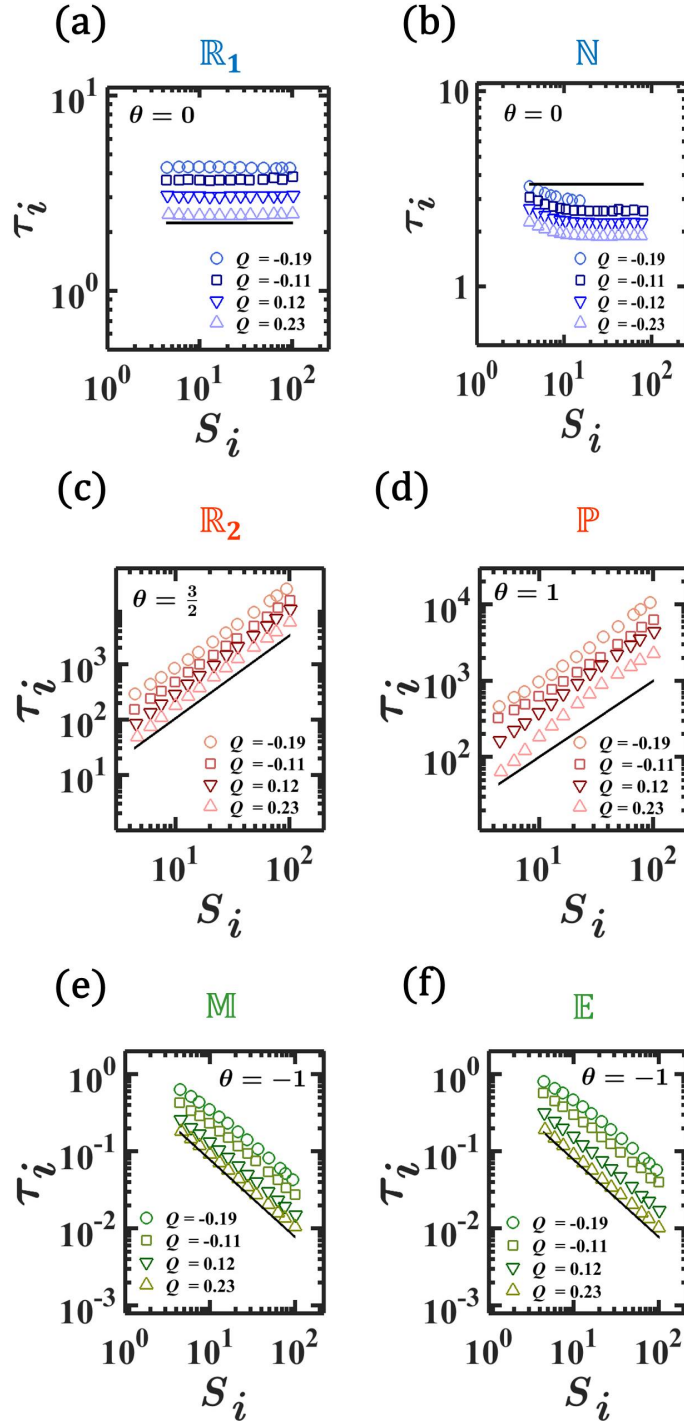 (a)
ℝ₁
10¹
θ = 0
τᵢ
10⁰
Q = -0.19
Q = -0.11
Q = 0.12
Q = 0.23
10⁰ 10¹ 10²
Sᵢ
(b)
ℕ
10
θ = 0
τᵢ
1
Q = -0.19
Q = -0.11
Q = -0.12
Q = -0.23
10⁰ 10¹ 10²
Sᵢ
(c)
ℝ₂
θ = 3/2
τᵢ
10³
10²
10¹
Q = -0.19
Q = -0.11
Q = 0.12
Q = 0.23
10¹ 10²
Sᵢ
(d)
ℙ
θ = 1
τᵢ
10⁴
10³
10²
Q = -0.19
Q = -0.11
Q = 0.12
Q = 0.23
10¹ 10²
Sᵢ
(e)
𝕄
θ = −1
τᵢ
10⁰
10⁻¹
10⁻²
10⁻³
Q = -0.19
Q = -0.11
Q = 0.12
Q = 0.23
10⁰ 10¹ 10²
Sᵢ
(f)
𝔼
θ = −1
τᵢ
10⁰
10⁻¹
10⁻²
10⁻³
Q = -0.19
Q = -0.11
Q = 0.12
Q = 0.23
10⁰ 10¹ 10²
Sᵢ